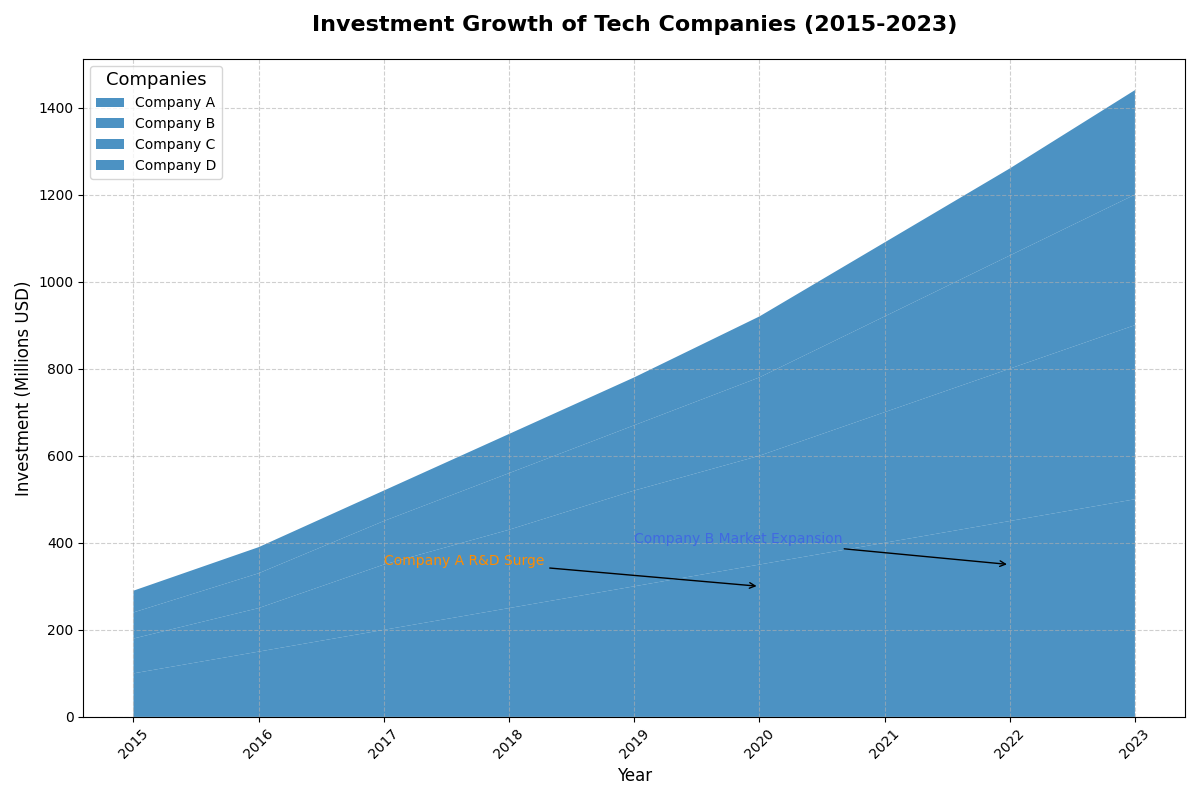 Investment Growth of Tech Companies (2015-2023)
Companies
Company A
Company B
Company C
Company D
Investment (Millions USD)
1400
1200
1000
800
600
400
200
0
Company B Market Expansion
Company A R&D Surge
2015
2016
2017
2018
2019
2020
2021
2022
2023
Year